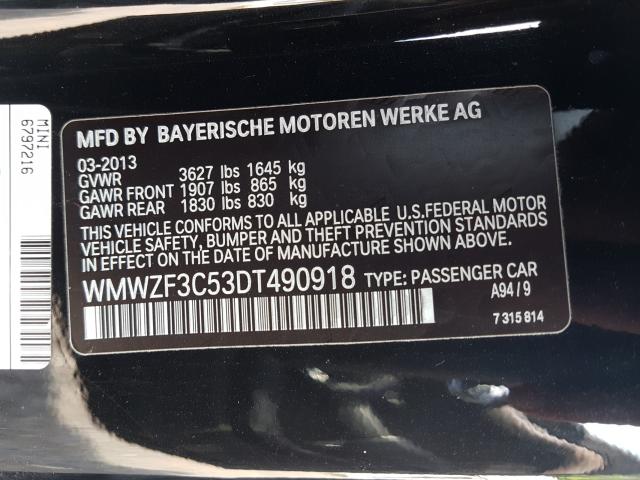 MFD BY BAYERISCHE MOTOREN WERKE AG
03-2013
GVWR 3627 lbs 1645 kg
GAWR FRONT 1907 lbs 865 kg
GAWR REAR 1830 lbs 830 kg
THIS VEHICLE CONFORMS TO ALL APPLICABLE U.S.FEDERAL MOTOR
VEHICLE SAFETY, BUMPER AND THEFT PREVENTION STANDARDS
IN EFFECT ON THE DATE OF MANUFACTURE SHOWN ABOVE.
WMWZF3C53DT490918 TYPE: PASSENGER CAR
A94/9
7 315 814
MINI
6797216